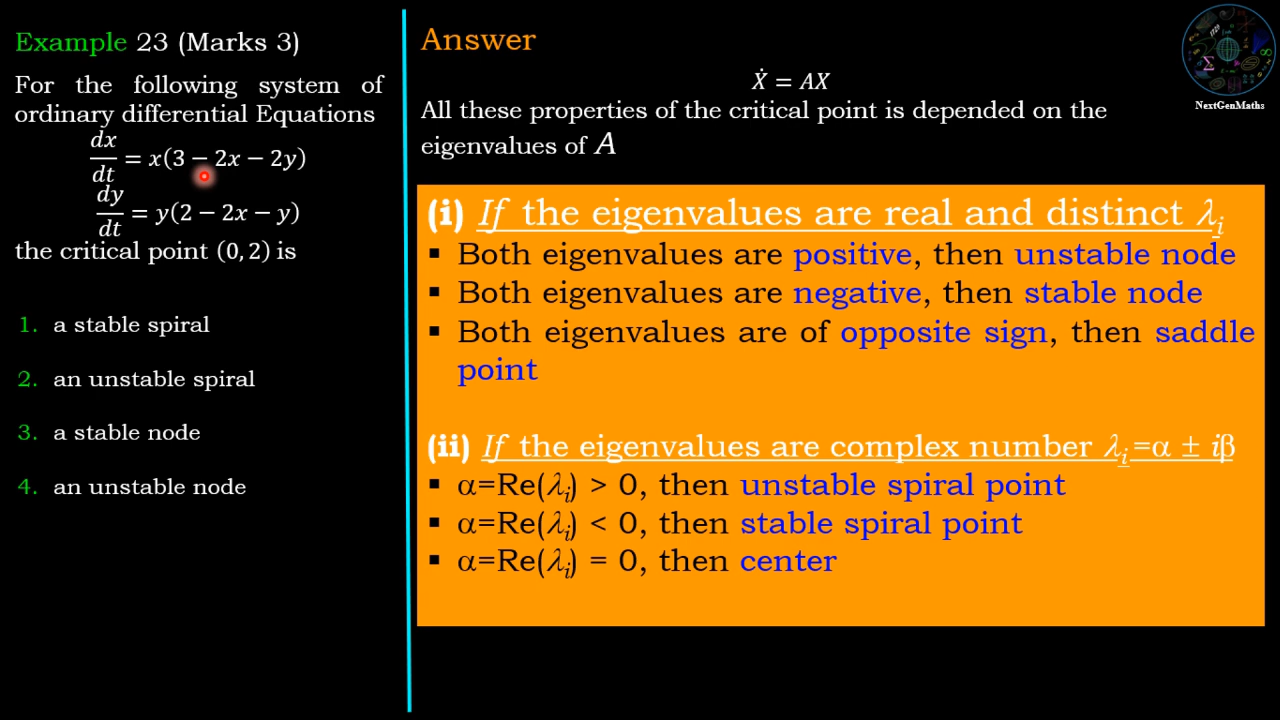 Example 23 (Marks 3)
For the following system of
ordinary differential Equations
dx/dt = x(3 − 2x − 2y)
dy/dt = y(2 − 2x − y)
the critical point (0, 2) is
1. a stable spiral
2. an unstable spiral
3. a stable node
4. an unstable node
Answer
Ẋ = AX
All these properties of the critical point is depended on the
eigenvalues of A
(i) If the eigenvalues are real and distinct λᵢ
▪ Both eigenvalues are positive, then unstable node
▪ Both eigenvalues are negative, then stable node
▪ Both eigenvalues are of opposite sign, then saddle
point
(ii) If the eigenvalues are complex number λᵢ=α ± iβ
▪ α=Re(λᵢ) > 0, then unstable spiral point
▪ α=Re(λᵢ) < 0, then stable spiral point
▪ α=Re(λᵢ) = 0, then center
NextGenMaths